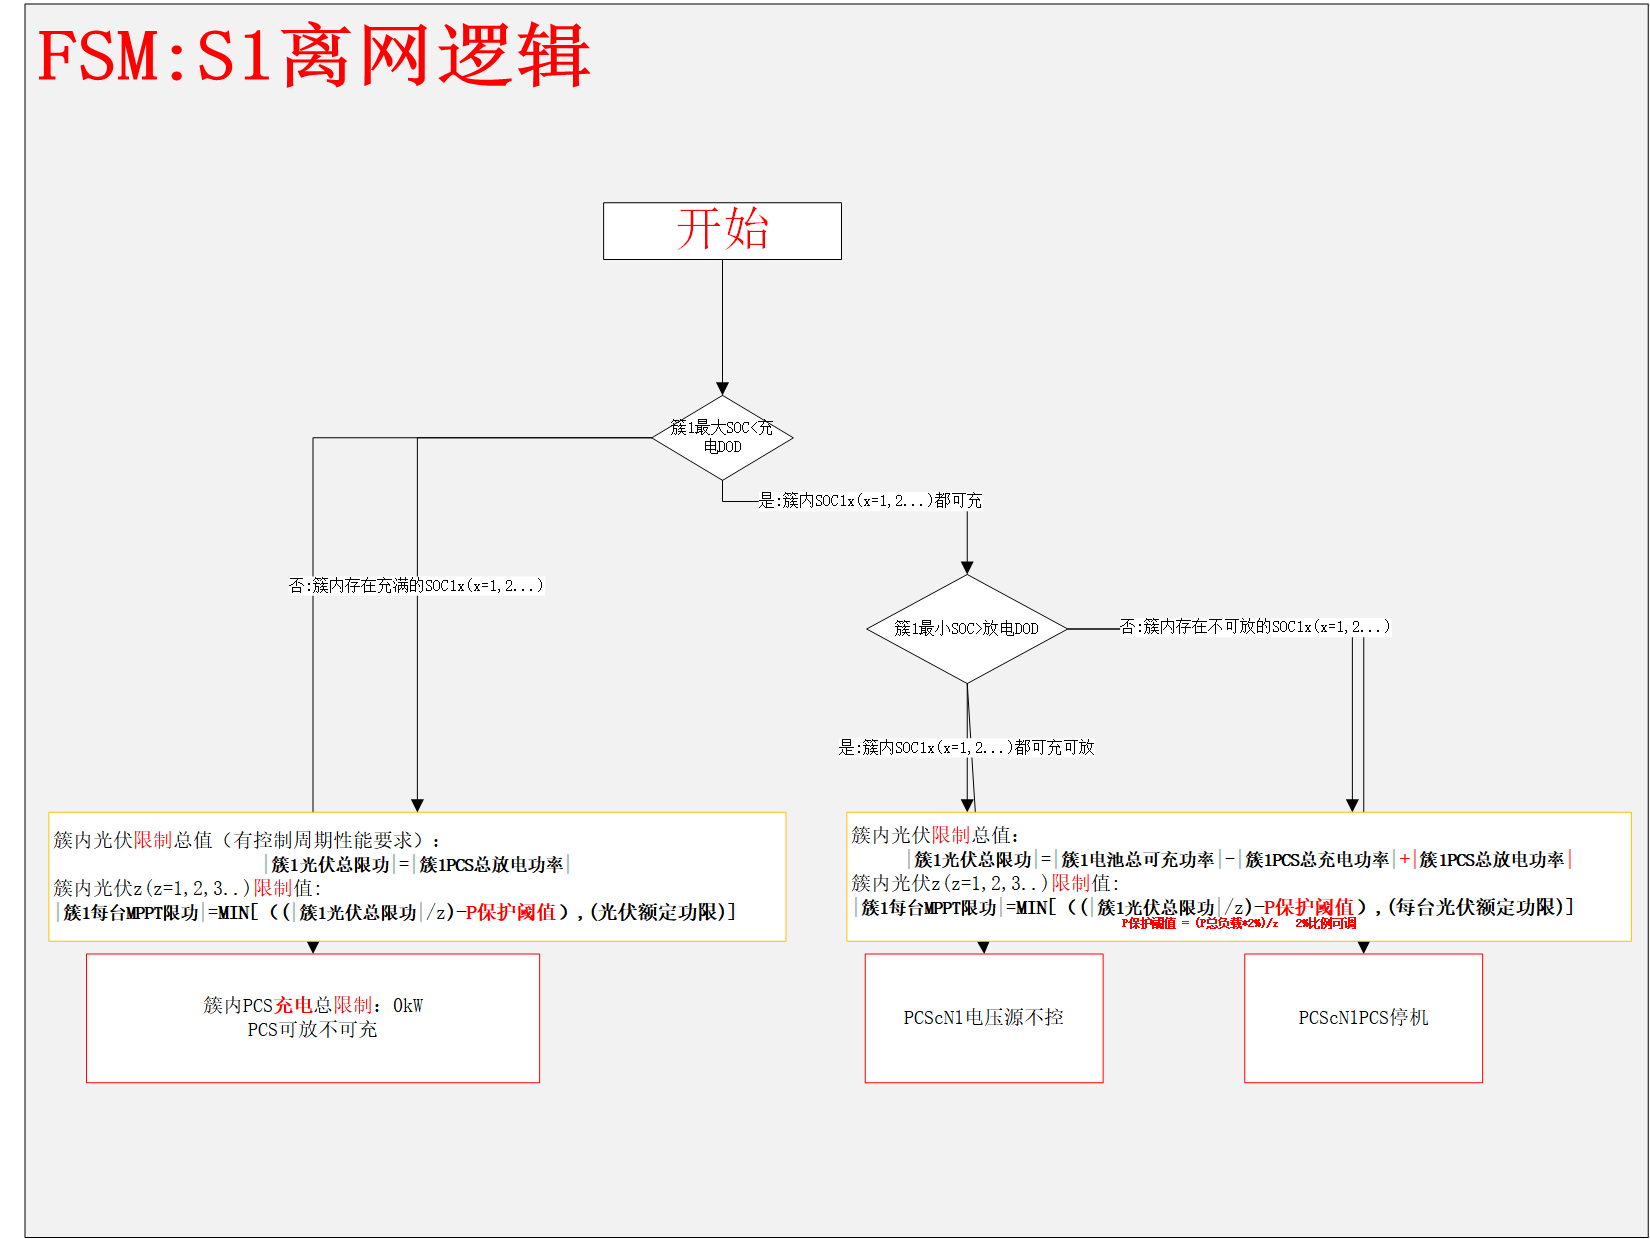 FSM:S1离网逻辑
开始
簇1最大SOC<充
电DOD
是:簇内SOC1x(x=1,2...)都可充
否:簇内存在充满的SOC1x(x=1,2...)
簇1最小SOC>放电DOD
否:簇内存在不可放的SOC1x(x=1,2...)
是:簇内SOC1x(x=1,2...)都可充可放
簇内光伏限制总值（有控制周期性能要求）：
|簇1光伏总限功|=|簇1PCS总放电功率|
簇内光伏z(z=1,2,3..)限制值:
|簇1每台MPPT限功|=MIN[（(|簇1光伏总限功|/z)-P保护阈值）,(光伏额定功限)]
簇内光伏限制总值：
|簇1光伏总限功|=|簇1电池总可充功率|-|簇1PCS总充电功率|+|簇1PCS总放电功率|
簇内光伏z(z=1,2,3..)限制值:
|簇1每台MPPT限功|=MIN[（(|簇1光伏总限功|/z)-P保护阈值）,(每台光伏额定功限)]
P保护阈值 = (P总负载*2%)/z 2%比例可调
簇内PCS充电总限制：0kW
PCS可放不可充
PCScN1电压源不控
PCScN1PCS停机